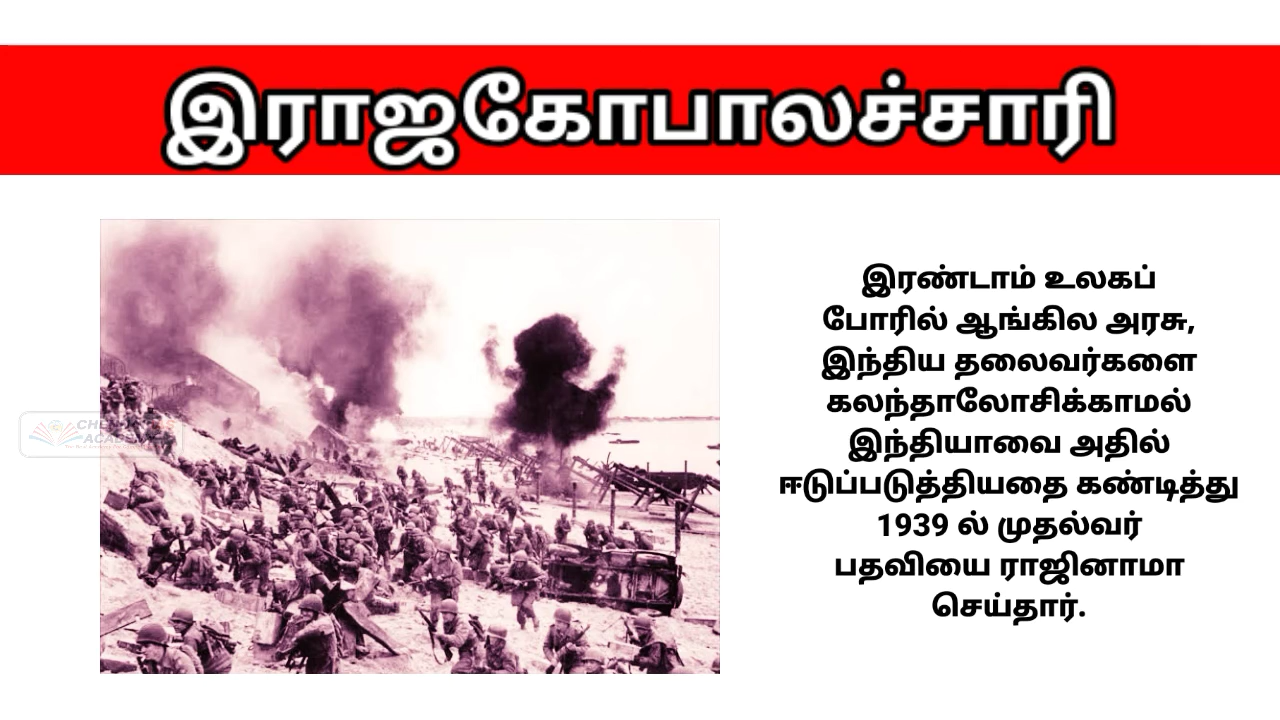 இராஜகோபாலச்சாரி
இரண்டாம் உலகப்
போரில் ஆங்கில அரசு,
இந்திய தலைவர்களை
கலந்தாலோசிக்காமல்
இந்தியாவை அதில்
ஈடுப்படுத்தியதை கண்டித்து
1939 ல் முதல்வர்
பதவியை ராஜினாமா
செய்தார்.